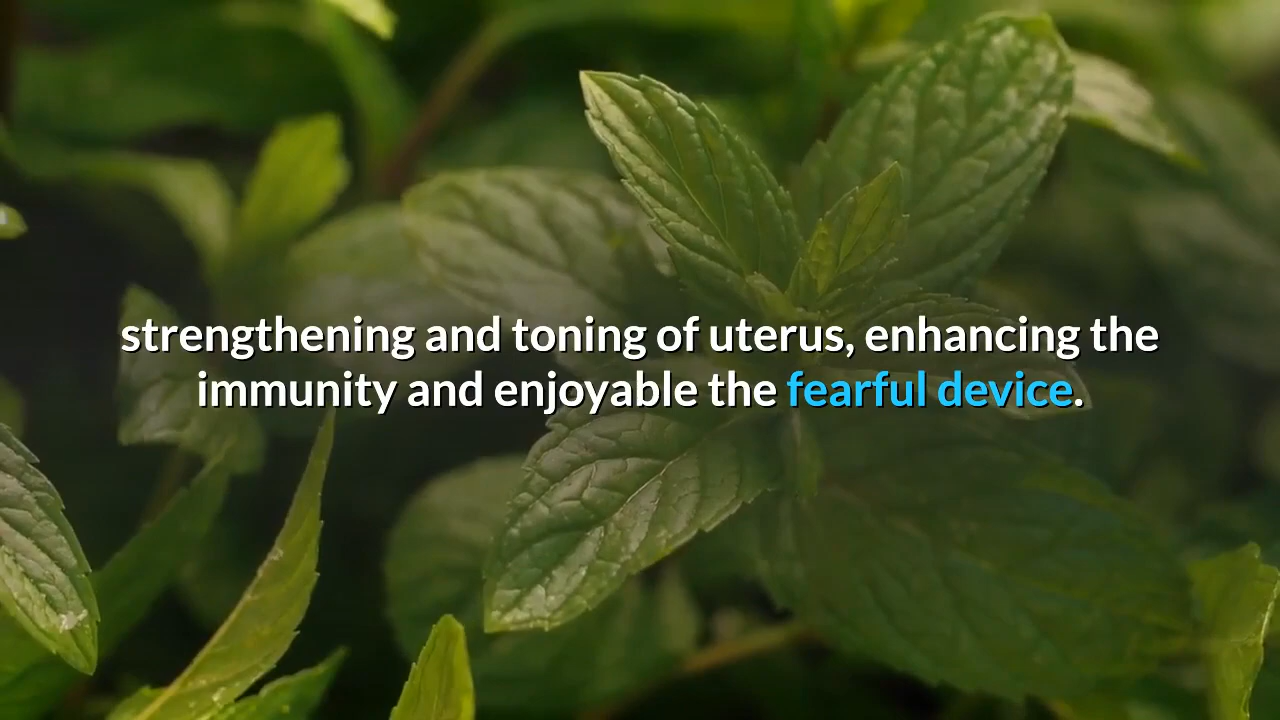 strengthening and toning of uterus, enhancing the
immunity and enjoyable the fearful device.